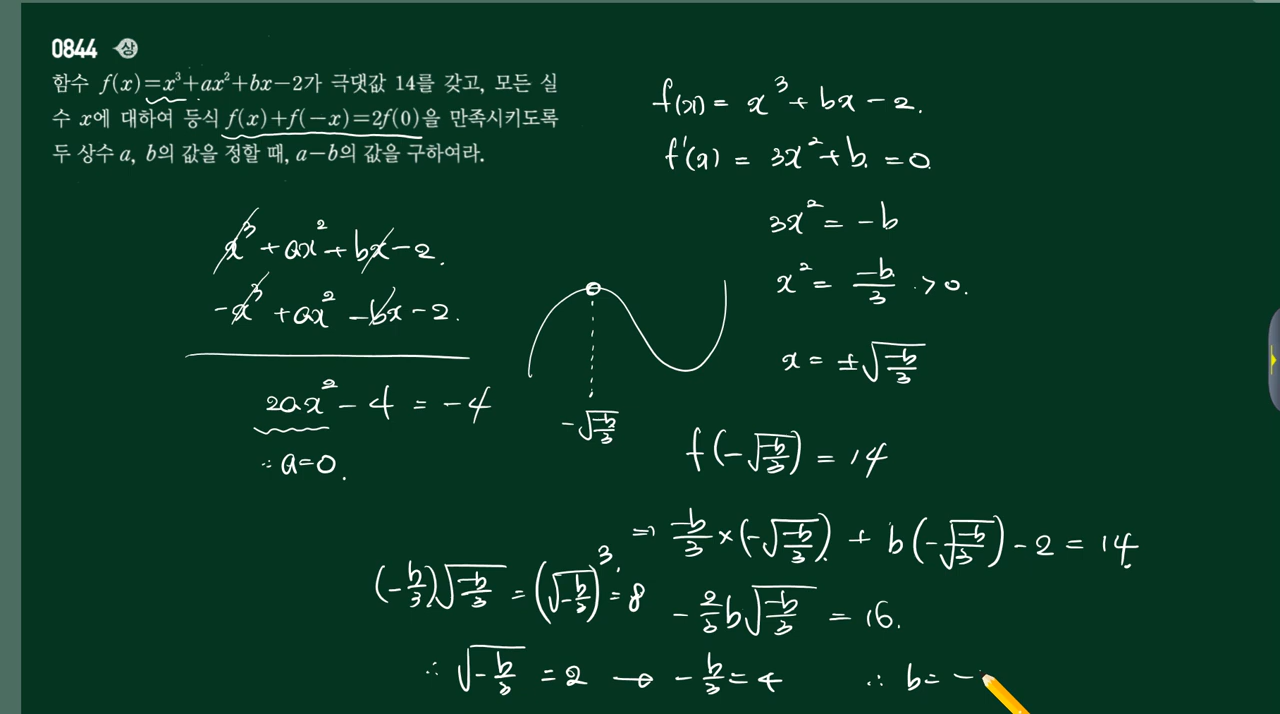 0844 상
함수 f(x)=x³+ax²+bx−2가 극댓값 14를 갖고, 모든 실
수 x에 대하여 등식 f(x)+f(−x)=2f(0)을 만족시키도록
두 상수 a, b의 값을 정할 때, a−b의 값을 구하여라.
x³+ax²+bx−2.
−x³+ax²−bx−2.
2ax²−4=−4
∴ a=0.
−√(−b/3)
f(x)=x³+bx−2.
f'(x)=3x²+b=0.
3x²=−b
x²=−b/3>0.
x=±√(−b/3)
f(−√(−b/3))=14
⇒ −b/3×(−√(−b/3))+b(−√(−b/3))−2=14.
−2/3b√(−b/3)=16.
(−b/3)√(−b/3)=(√(−b/3))³=8
∴ √(−b/3)=2 → −b/3=4 ∴ b=−